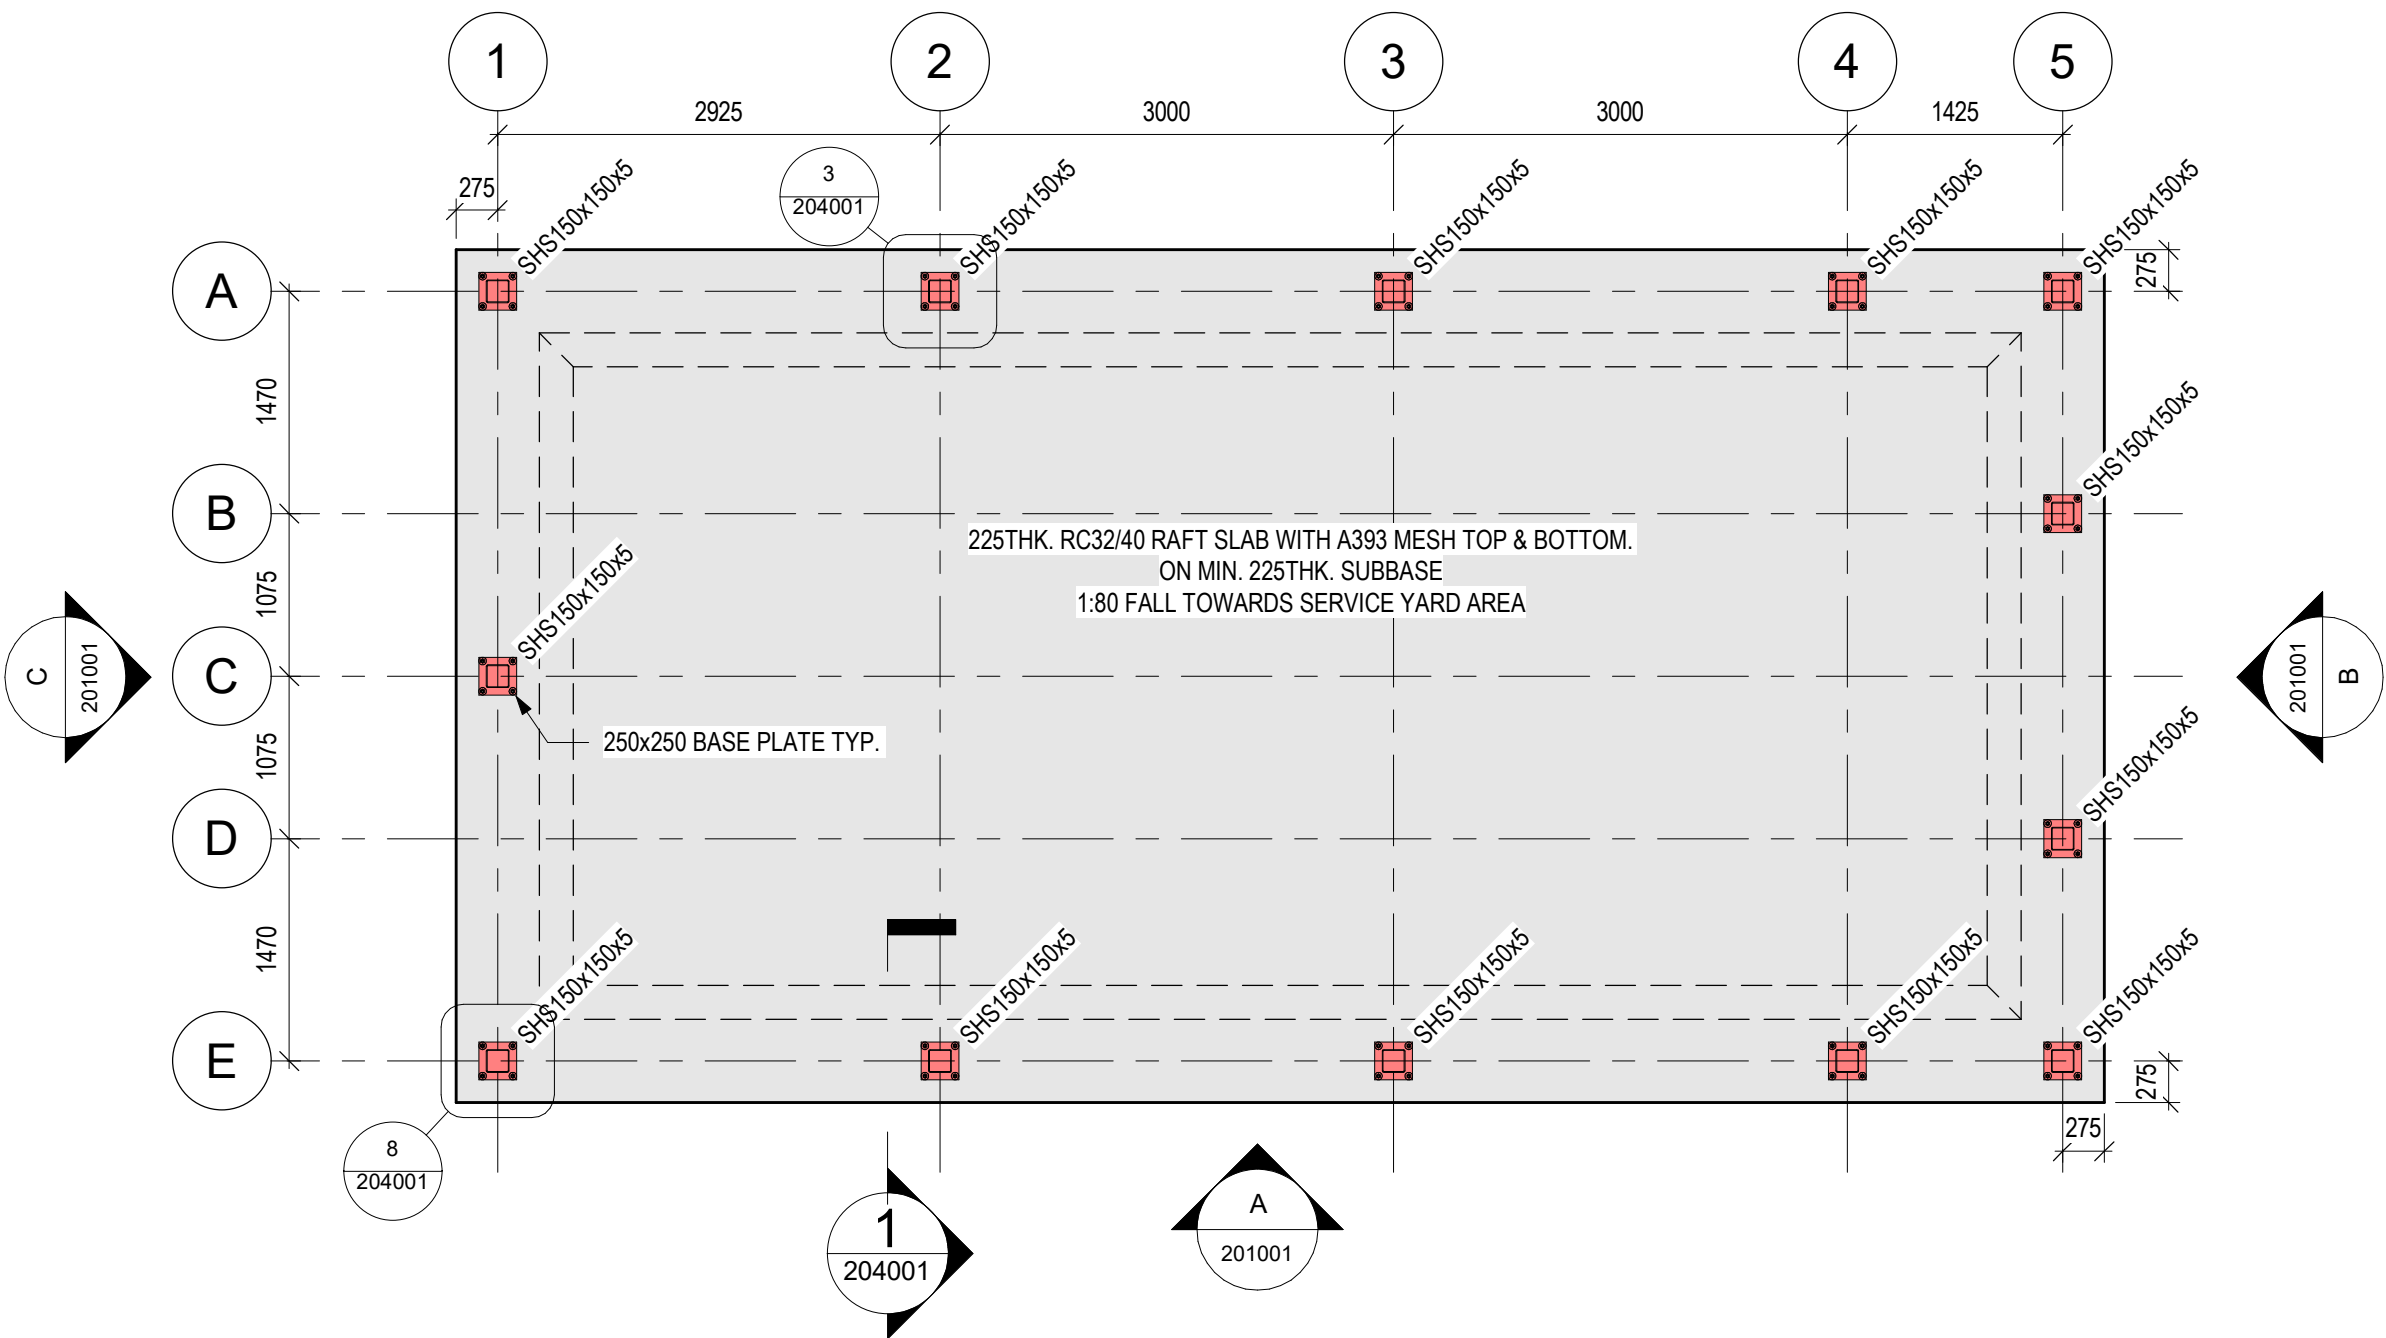 1
2
3
4
5
2925
3000
3000
1425
275
3
204001
SHS150x150x5
SHS150x150x5
SHS150x150x5
SHS150x150x5
SHS150x150x5
275
A
1470
B
SHS150x150x5
225THK. RC32/40 RAFT SLAB WITH A393 MESH TOP & BOTTOM.
ON MIN. 225THK. SUBBASE
1:80 FALL TOWARDS SERVICE YARD AREA
1075
SHS150x150x5
C
201001
C
201001
B
250x250 BASE PLATE TYP.
1075
SHS150x150x5
D
1470
SHS150x150x5
SHS150x150x5
SHS150x150x5
SHS150x150x5
SHS150x150x5
E
275
275
8
204001
1
204001
A
201001